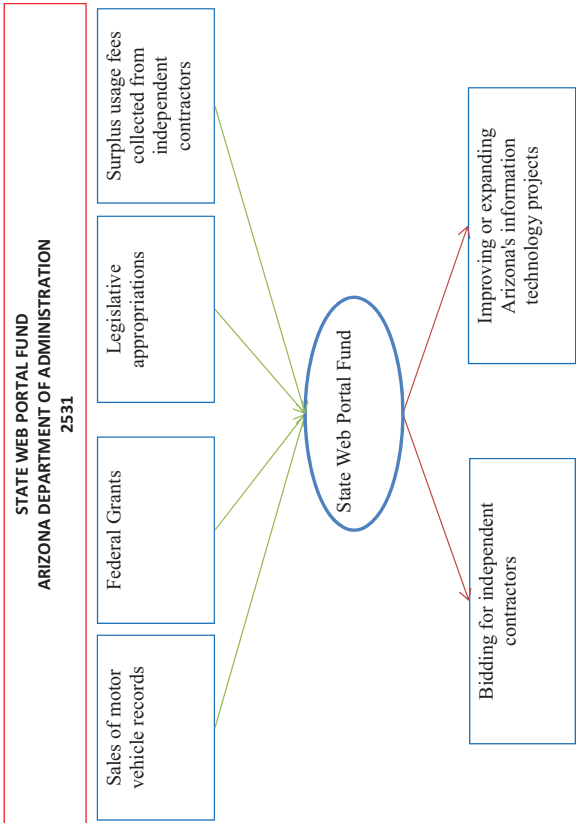 STATE WEB PORTAL FUND
ARIZONA DEPARTMENT OF ADMINISTRATION
2531
Sales of motor
vehicle records
Federal Grants
Legislative
appropriations
Surplus usage fees
collected from
independent
contractors
State Web Portal Fund
Bidding for independent
contractors
Improving or expanding
Arizona's information
technology projects